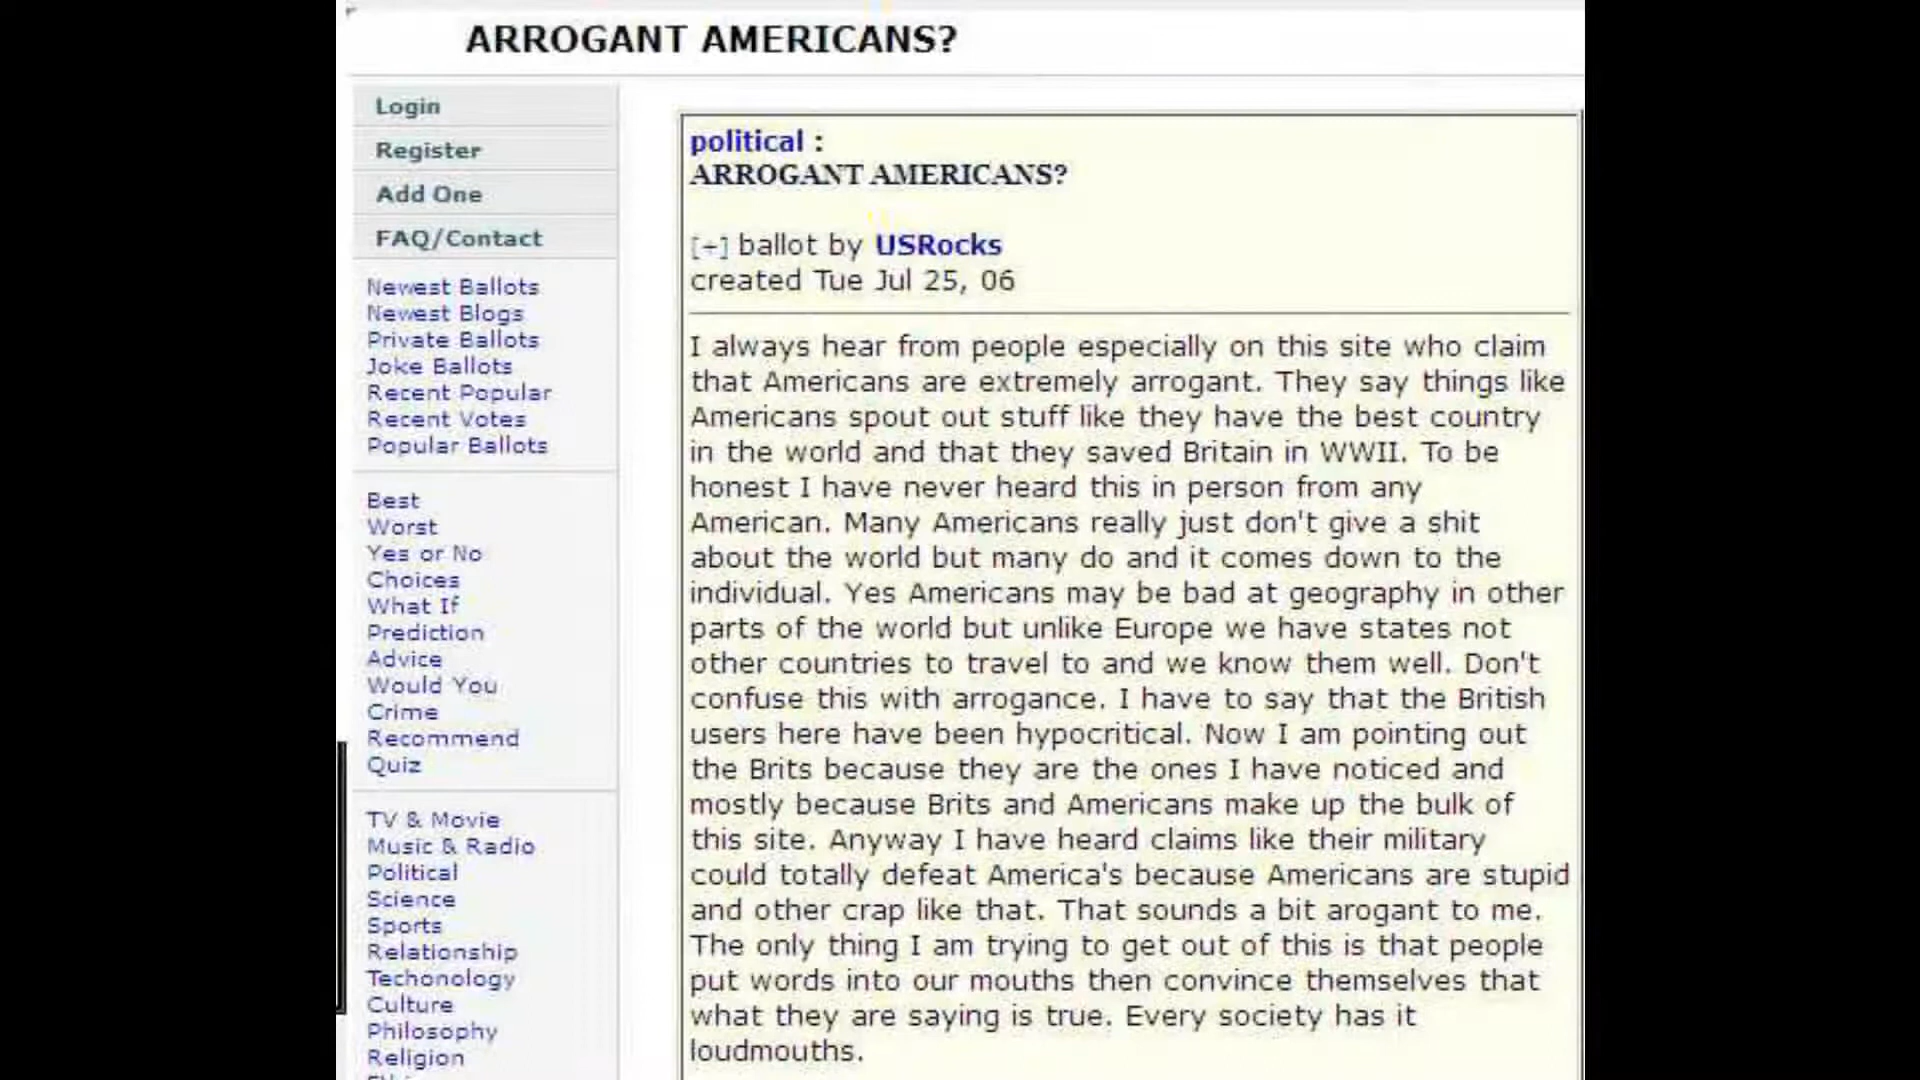 ARROGANT AMERICANS?
Login
Register
Add One
FAQ/Contact
Newest Ballots
Newest Blogs
Private Ballots
Joke Ballots
Recent Popular
Recent Votes
Popular Ballots
Best
Worst
Yes or No
Choices
What If
Prediction
Advice
Would You
Crime
Recommend
Quiz
TV & Movie
Music & Radio
Political
Science
Sports
Relationship
Techonology
Culture
Philosophy
Religion
political :
ARROGANT AMERICANS?
[+] ballot by USRocks
created Tue Jul 25, 06
I always hear from people especially on this site who claim
that Americans are extremely arrogant. They say things like
Americans spout out stuff like they have the best country
in the world and that they saved Britain in WWII. To be
honest I have never heard this in person from any
American. Many Americans really just don't give a shit
about the world but many do and it comes down to the
individual. Yes Americans may be bad at geography in other
parts of the world but unlike Europe we have states not
other countries to travel to and we know them well. Don't
confuse this with arrogance. I have to say that the British
users here have been hypocritical. Now I am pointing out
the Brits because they are the ones I have noticed and
mostly because Brits and Americans make up the bulk of
this site. Anyway I have heard claims like their military
could totally defeat America's because Americans are stupid
and other crap like that. That sounds a bit arogant to me.
The only thing I am trying to get out of this is that people
put words into our mouths then convince themselves that
what they are saying is true. Every society has it
loudmouths.